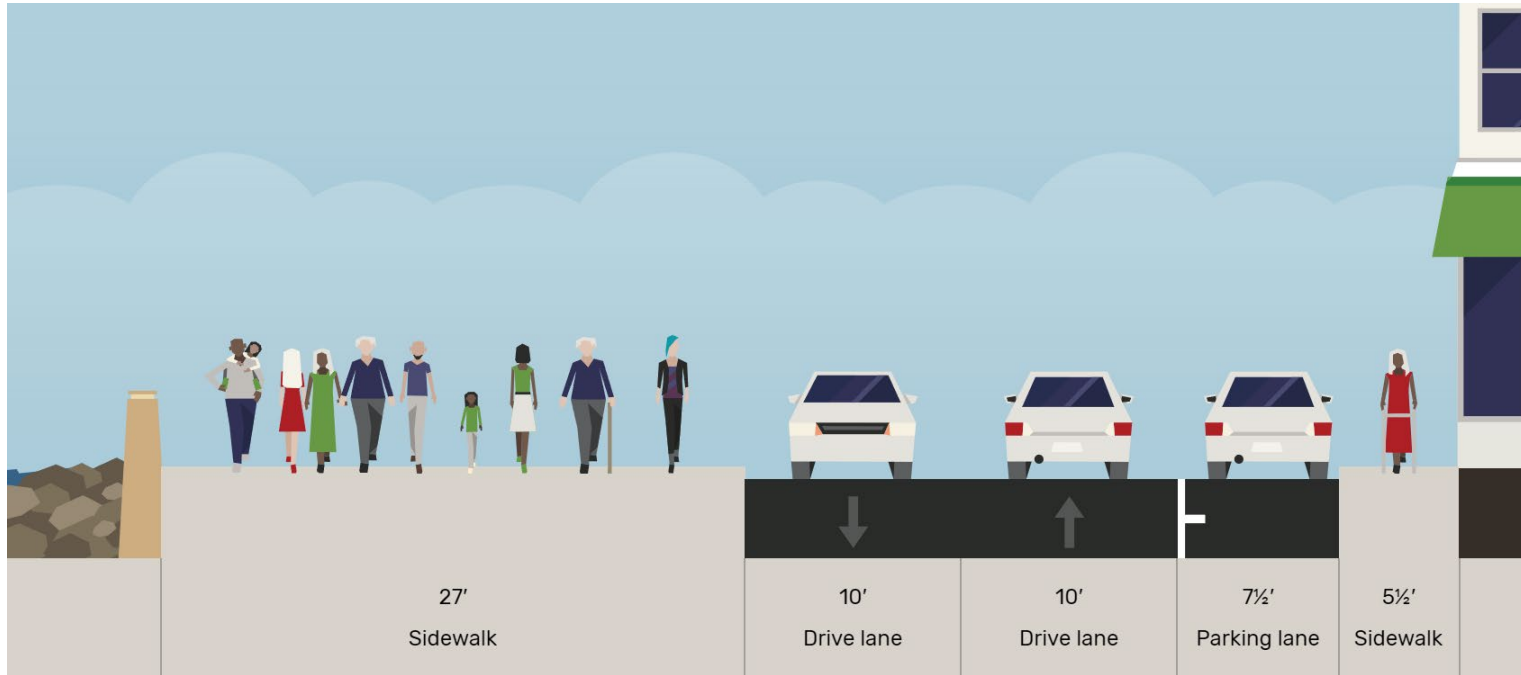 27′
Sidewalk
10′
Drive lane
10′
Drive lane
7½′
Parking lane
5½′
Sidewalk